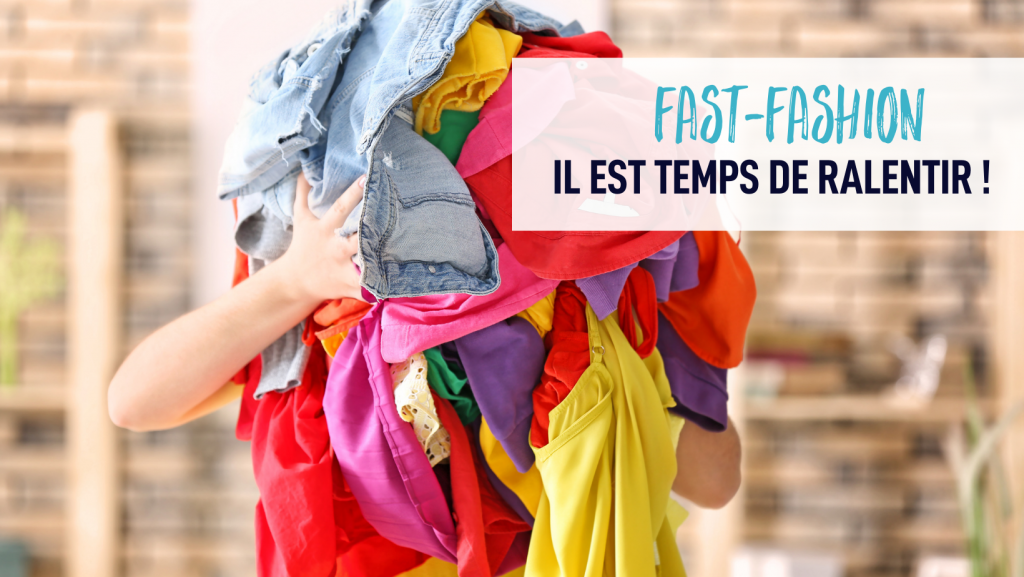 FAST-FASHION
IL EST TEMPS DE RALENTIR !